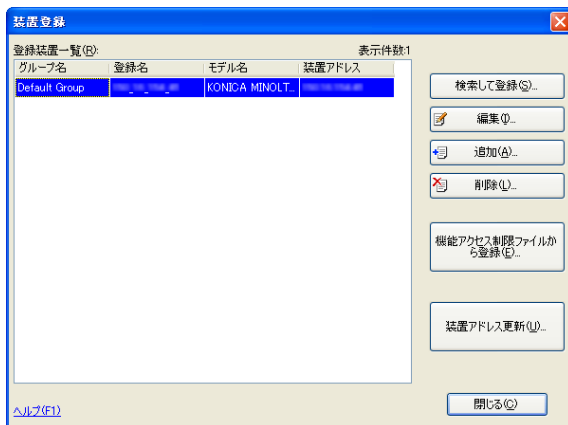 装置登録
登録装置一覧(R):
表示件数:1
グループ名 登録名 モデル名 装置アドレス
Default Group KONICA MINOLT...
検索して登録(S)...
編集(I)...
追加(A)...
削除(L)...
機能アクセス制限ファイルか
ら登録(E)...
装置アドレス更新(U)...
閉じる(C)
ヘルプ(F1)